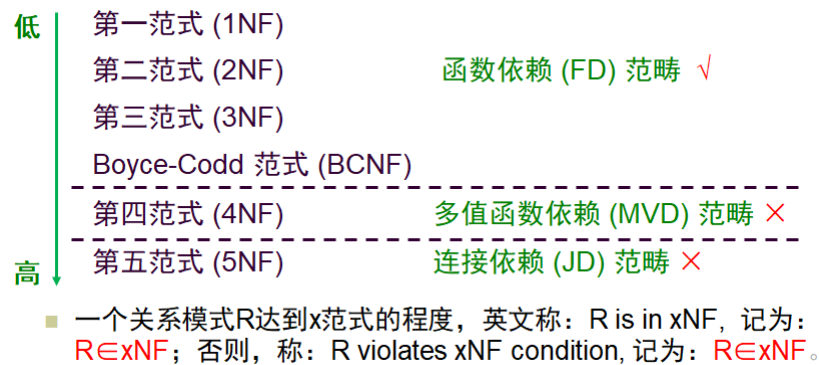 低 第一范式 (1NF)
第二范式 (2NF) 函数依赖 (FD) 范畴 √
第三范式 (3NF)
Boyce-Codd 范式 (BCNF)
第四范式 (4NF) 多值函数依赖 (MVD) 范畴 ×
高 第五范式 (5NF) 连接依赖 (JD) 范畴 ×
一个关系模式R达到x范式的程度，英文称：R is in xNF, 记为：
R∈xNF；否则，称：R violates xNF condition, 记为：R∈xNF。